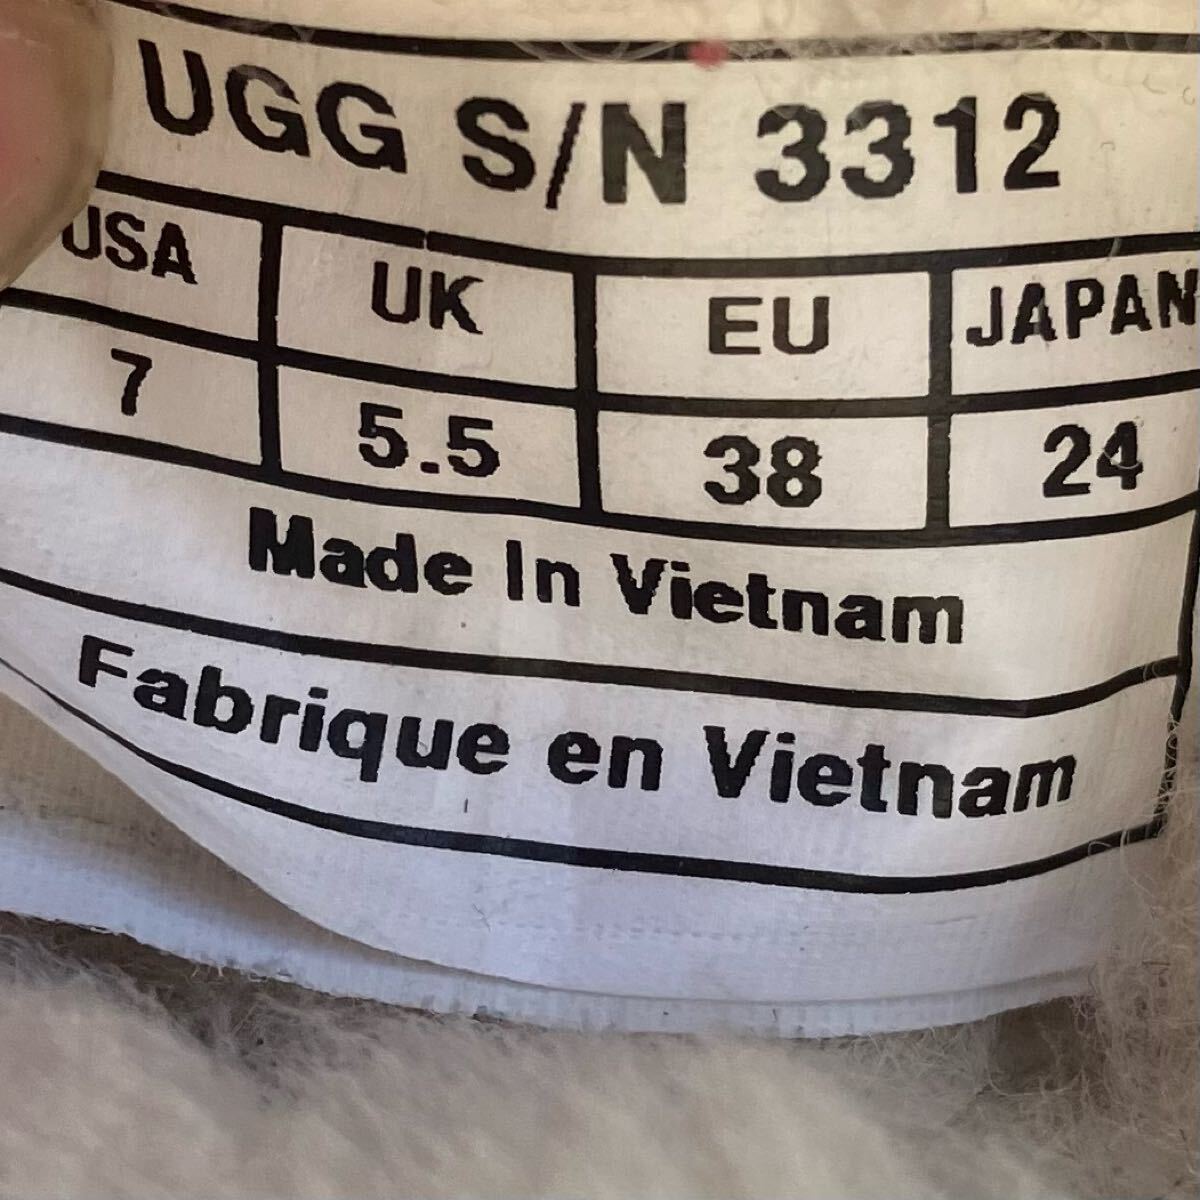 UGG S/N 3312
USA UK EU JAPAN
7 5.5 38 24
Made In Vietnam
Fabrique en Vietnam